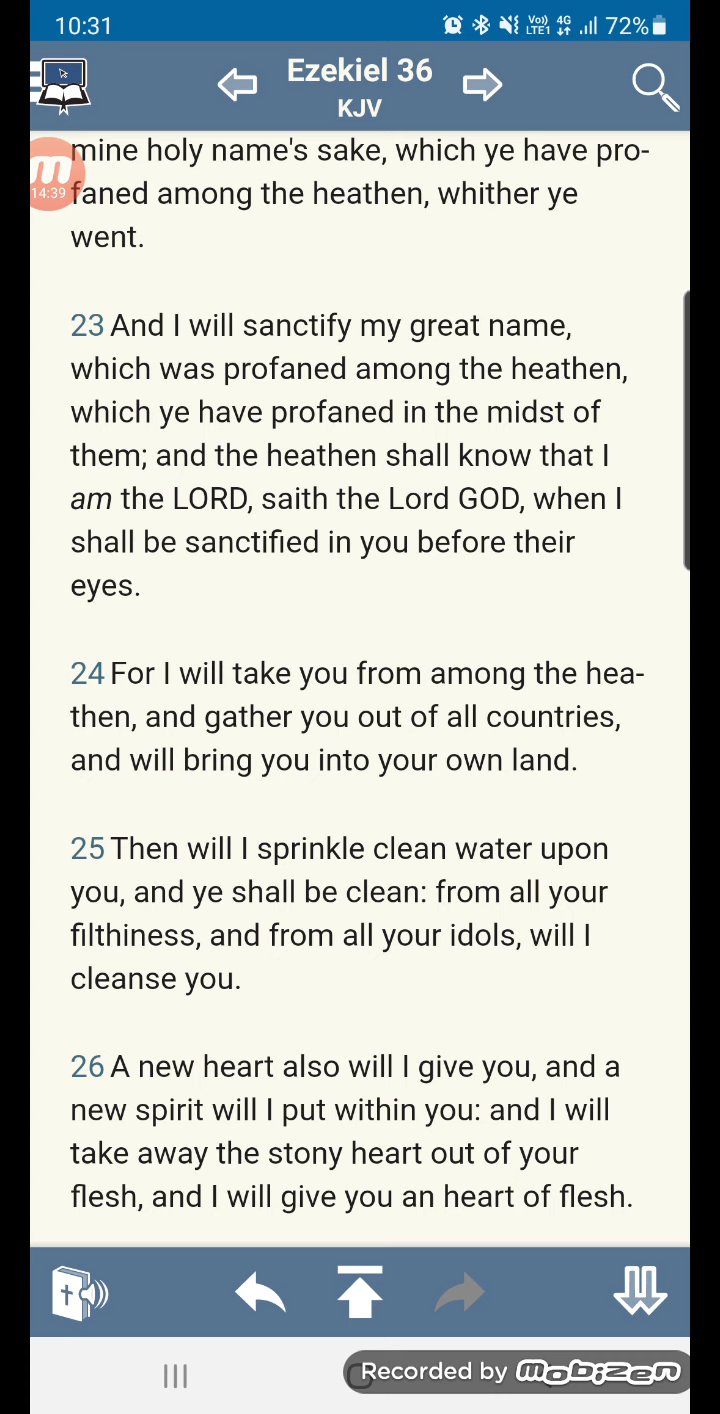 10:31 Vo)) LTE1 4G 72%
Ezekiel 36
KJV
mine holy name's sake, which ye have pro-
14:39
faned among the heathen, whither ye
went.
23 And I will sanctify my great name,
which was profaned among the heathen,
which ye have profaned in the midst of
them; and the heathen shall know that I
am the LORD, saith the Lord GOD, when I
shall be sanctified in you before their
eyes.
24 For I will take you from among the hea-
then, and gather you out of all countries,
and will bring you into your own land.
25 Then will I sprinkle clean water upon
you, and ye shall be clean: from all your
filthiness, and from all your idols, will I
cleanse you.
26 A new heart also will I give you, and a
new spirit will I put within you: and I will
take away the stony heart out of your
flesh, and I will give you an heart of flesh.
Recorded by mobizen